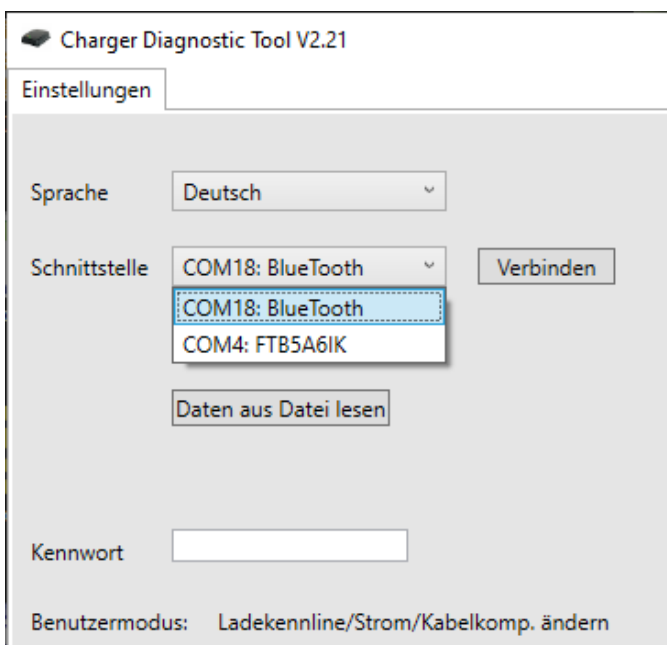 Charger Diagnostic Tool V2.21
Einstellungen
Sprache Deutsch
Schnittstelle COM18: BlueTooth Verbinden
COM18: BlueTooth
COM4: FTB5A6IK
Daten aus Datei lesen
Kennwort
Benutzermodus: Ladekennline/Strom/Kabelkomp. ändern